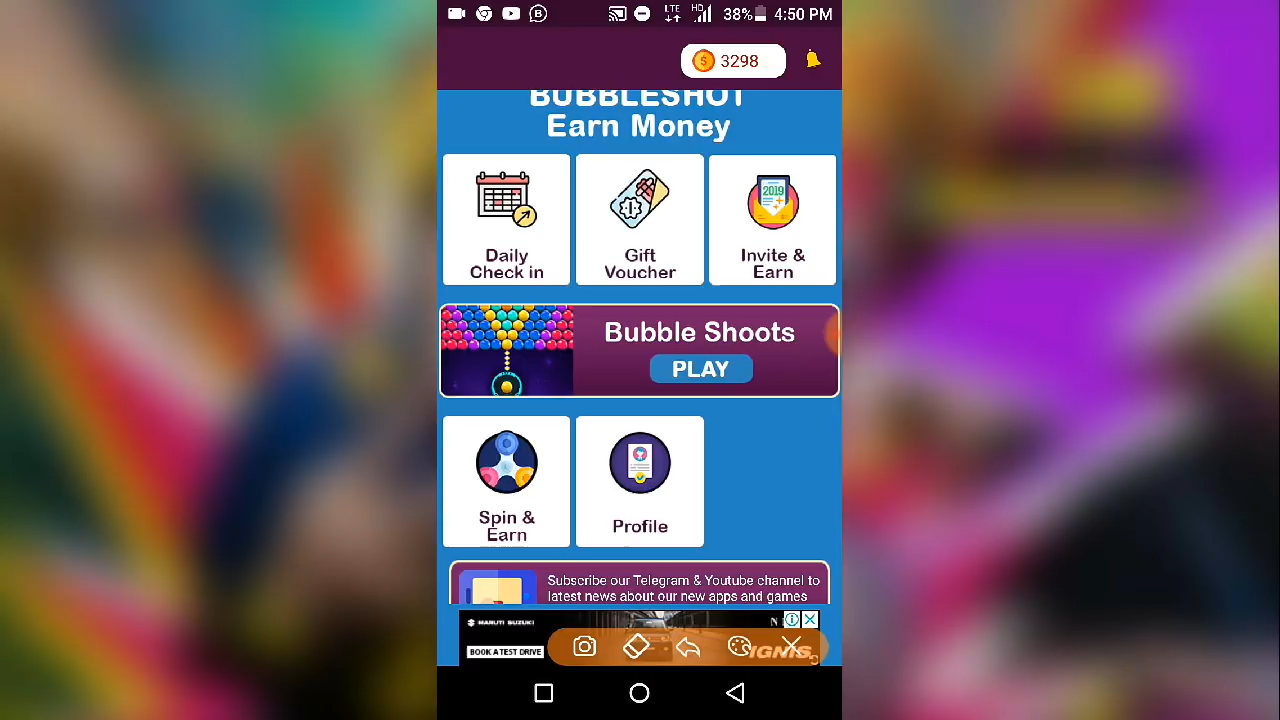 LTE HD 38% 4:50 PM
3298
BUBBLESHOT
Earn Money
Daily
Check in
Gift
Voucher
2019
Invite &
Earn
Bubble Shoots
PLAY
Spin &
Earn
Profile
Subscribe our Telegram & Youtube channel to
latest news about our new apps and games
MARUTI SUZUKI
BOOK A TEST DRIVE
IGNIS